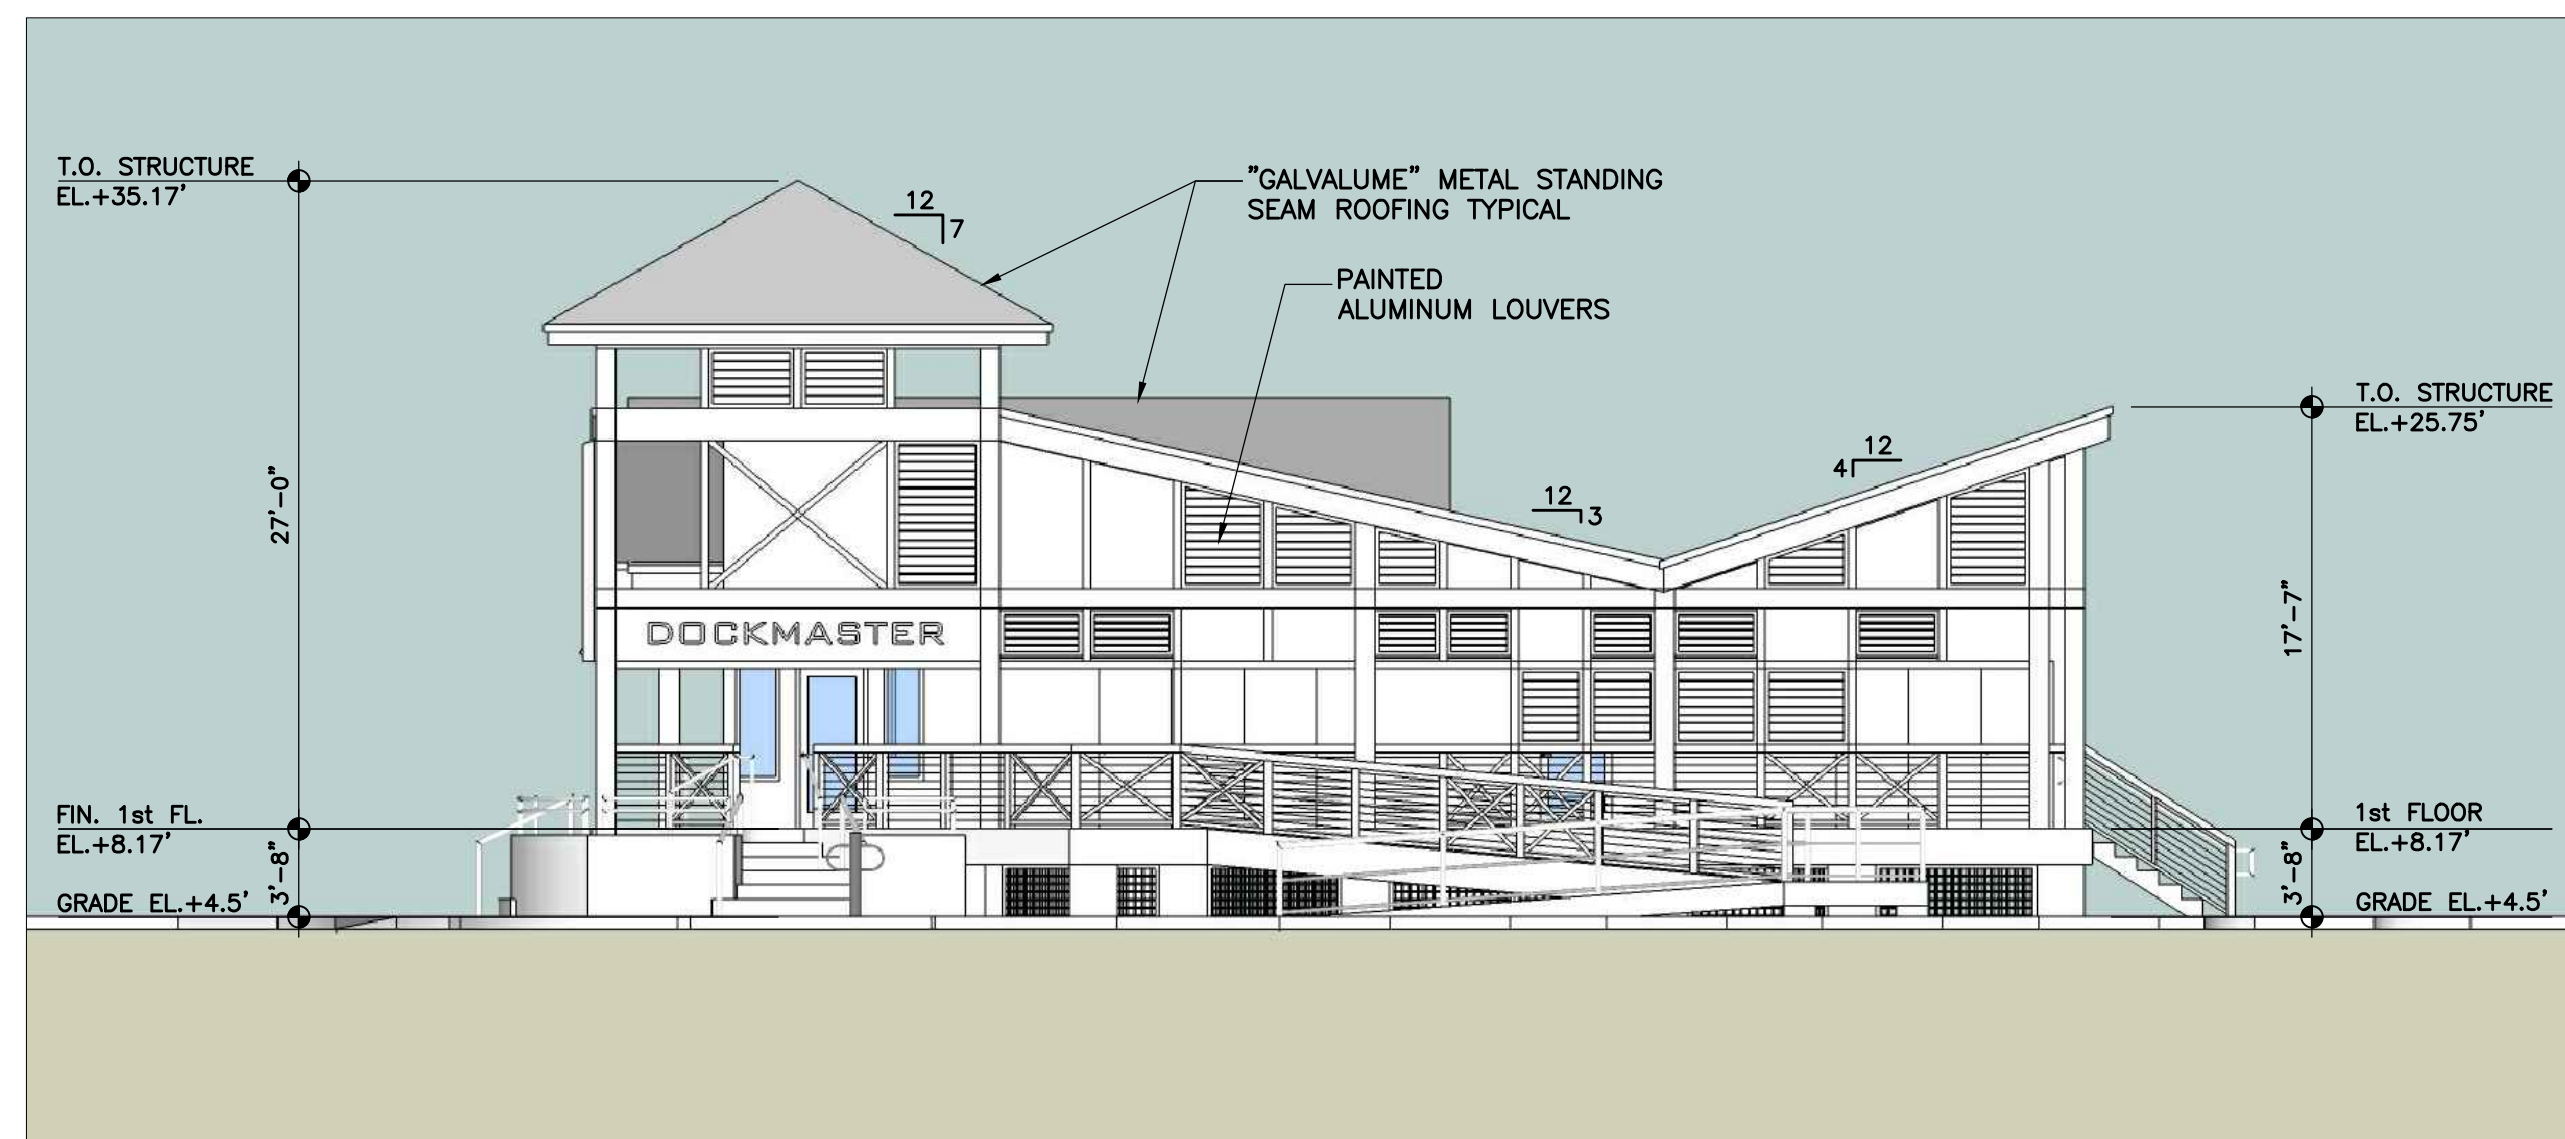 T.O. STRUCTURE
EL.+35.17'
12
7
"GALVALUME" METAL STANDING
SEAM ROOFING TYPICAL
PAINTED
ALUMINUM LOUVERS
T.O. STRUCTURE
EL.+25.75'
12
4
12
3
27'-0"
17'-7"
DOCKMASTER
FIN. 1st FL.
EL.+8.17'
3'-8"
GRADE EL.+4.5'
1st FLOOR
EL.+8.17'
3'-8"
GRADE EL.+4.5'